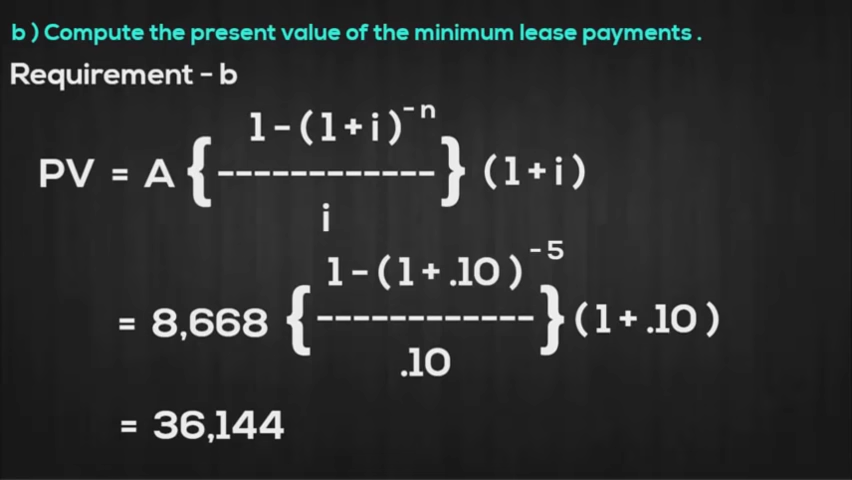 b ) Compute the present value of the minimum lease payments .
Requirement - b
1 - ( 1 + i )^-n
PV = A { ------------ } ( 1 + i )
i
1 - ( 1 + .10 )^-5
= 8,668 { ------------ } ( 1 + .10 )
.10
= 36,144